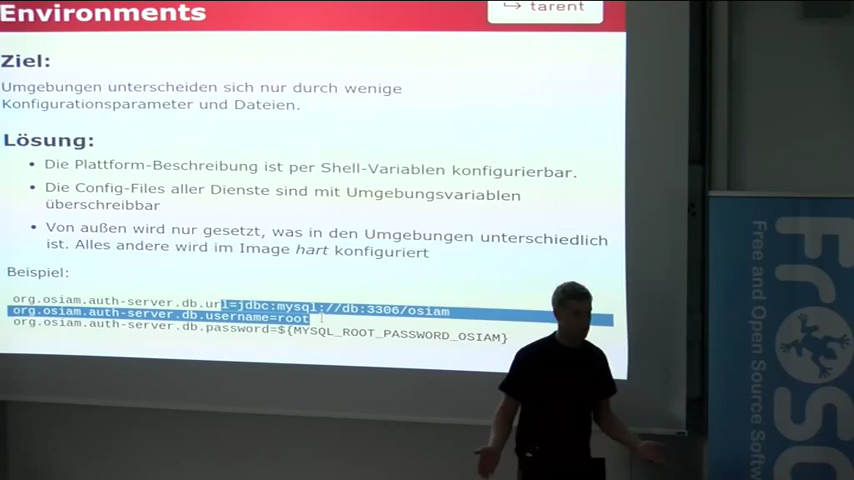 Environments
tarent
Ziel:
Umgebungen unterscheiden sich nur durch wenige
Konfigurationsparameter und Dateien.
Lösung:
• Die Plattform-Beschreibung ist per Shell-Variablen konfigurierbar.
• Die Config-Files aller Dienste sind mit Umgebungsvariablen
überschreibbar
• Von außen wird nur gesetzt, was in den Umgebungen unterschiedlich
ist. Alles andere wird im Image hart konfiguriert
Beispiel:
org.osiam.auth-server.db.url=jdbc:mysql://db:3306/osiam
org.osiam.auth-server.db.username=root
org.osiam.auth-server.db.password=${MYSQL_ROOT_PASSWORD_OSIAM}
Free and Open Source Softw
FrOSC